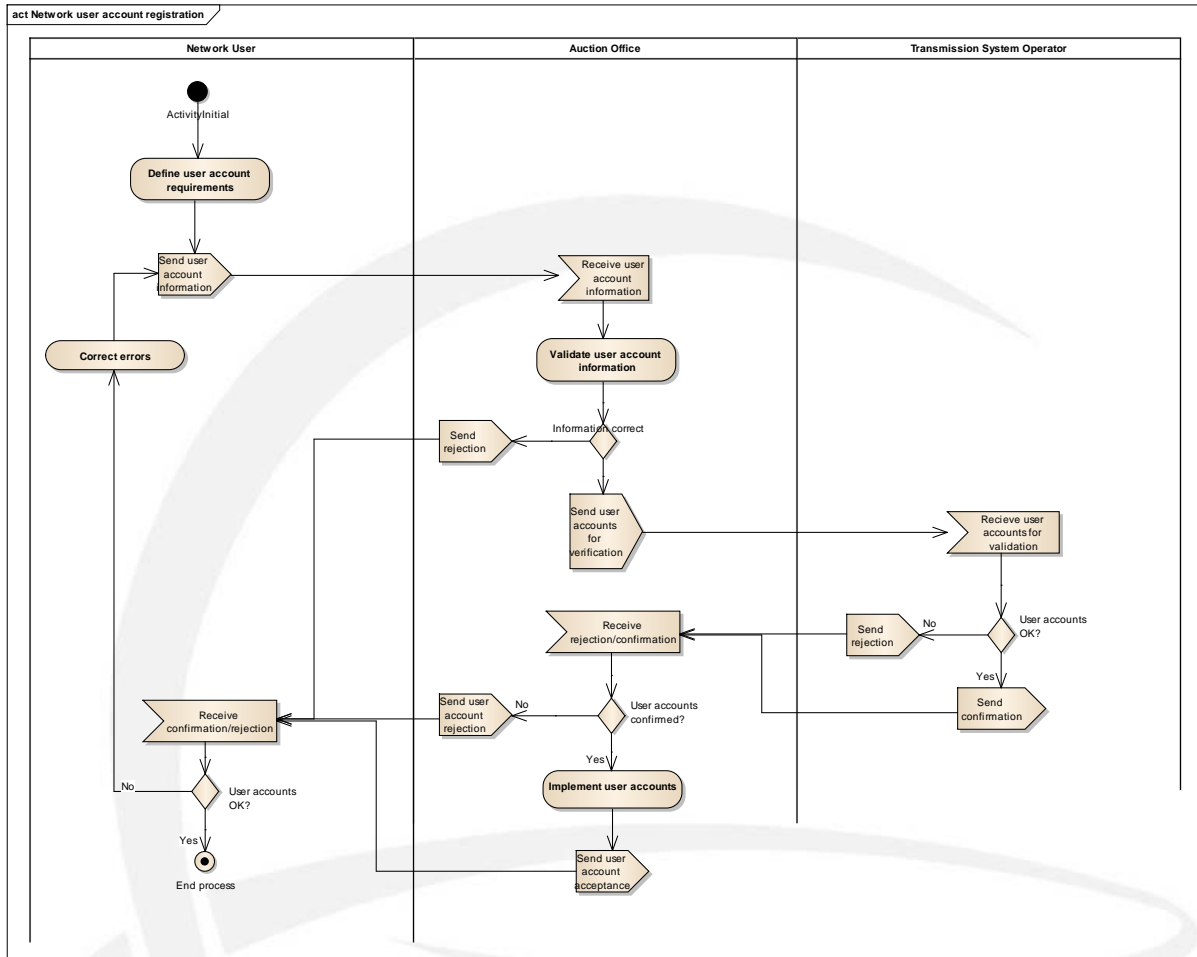 act Network user account registration
Network User
Auction Office
Transmission System Operator
ActivityInitial
Define user account
requirements
Send user
account
information
Receive user
account
information
Correct errors
Validate user account
information
Information correct
Send
rejection
Send user
accounts
for
verification
Recieve user
accounts for
validation
User accounts
OK?
No
Send
rejection
Receive
rejection/confirmation
Yes
Send
confirmation
User accounts
confirmed?
No
Send user
account
rejection
Receive
confirmation/rejection
Yes
Implement user accounts
No
User accounts
OK?
Yes
End process
Send user
account
acceptance